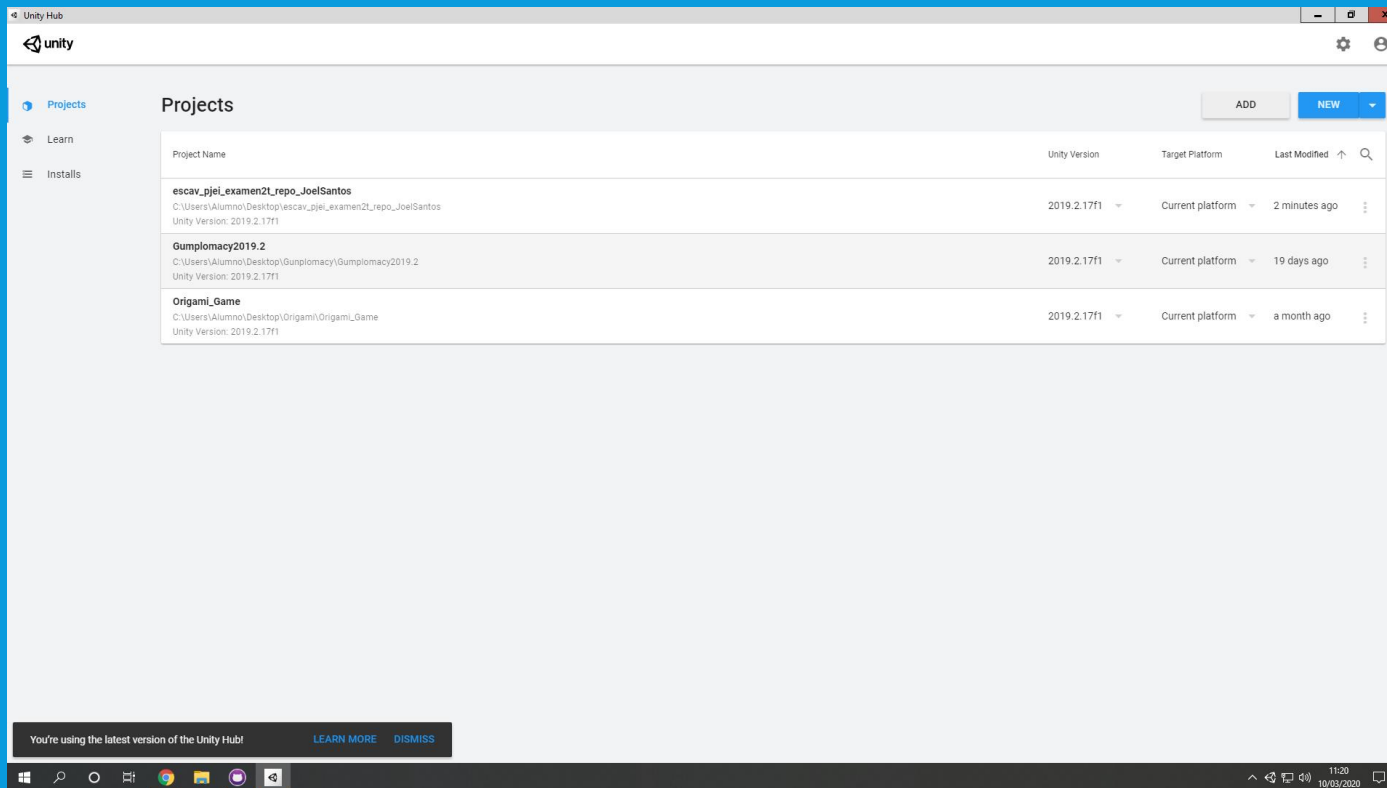 Unity Hub
unity
Projects
Learn
Installs
Projects
ADD
NEW
Project Name
Unity Version
Target Platform
Last Modified
escav_pjei_examen2t_repo_JoelSantos
C:\Users\Alumno\Desktop\escav_pjei_examen2t_repo_JoelSantos
Unity Version: 2019.2.17f1
2019.2.17f1
Current platform
2 minutes ago
Gumplomacy2019.2
C:\Users\Alumno\Desktop\Gunplomacy\Gumplomacy2019.2
Unity Version: 2019.2.17f1
2019.2.17f1
Current platform
19 days ago
Origami_Game
C:\Users\Alumno\Desktop\Origami\Origami_Game
Unity Version: 2019.2.17f1
2019.2.17f1
Current platform
a month ago
You're using the latest version of the Unity Hub!
LEARN MORE
DISMISS
11:20
10/03/2020